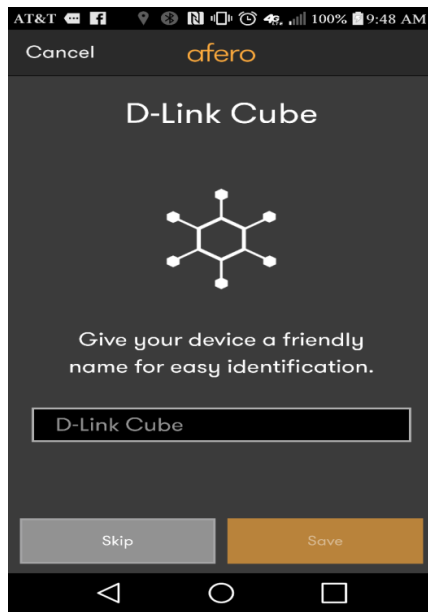 AT&T 4G 100% 9:48 AM
Cancel afero
D-Link Cube
Give your device a friendly
name for easy identification.
D-Link Cube
Skip Save